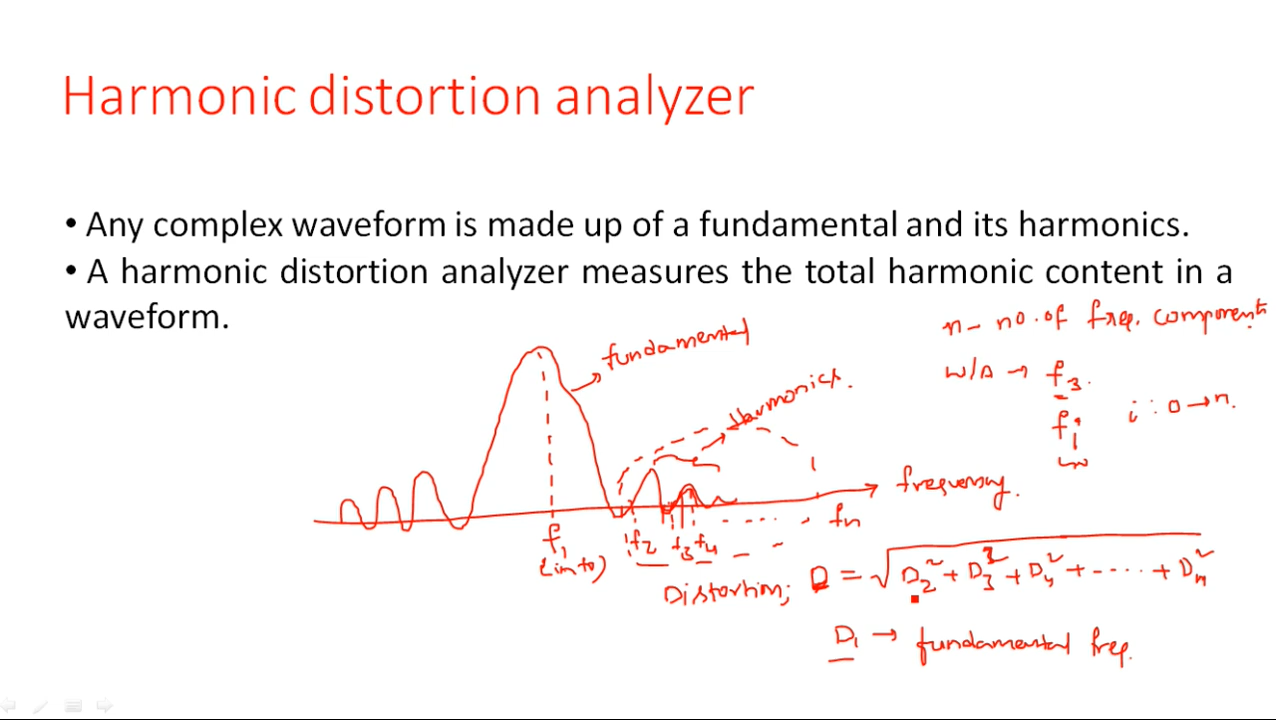 Harmonic distortion analyzer
• Any complex waveform is made up of a fundamental and its harmonics.
• A harmonic distortion analyzer measures the total harmonic content in a
waveform.
n - no. of freq. components
fundamental
W/A → f₃.
Harmonics.
i : 0 → n.
fᵢ
frequency.
f₁
f₂ f₃ f₄ - - - - fₙ
Distortion; D = √D₂² + D₃² + D₄² + - - - - + Dₙ²
D₁ → fundamental freq.